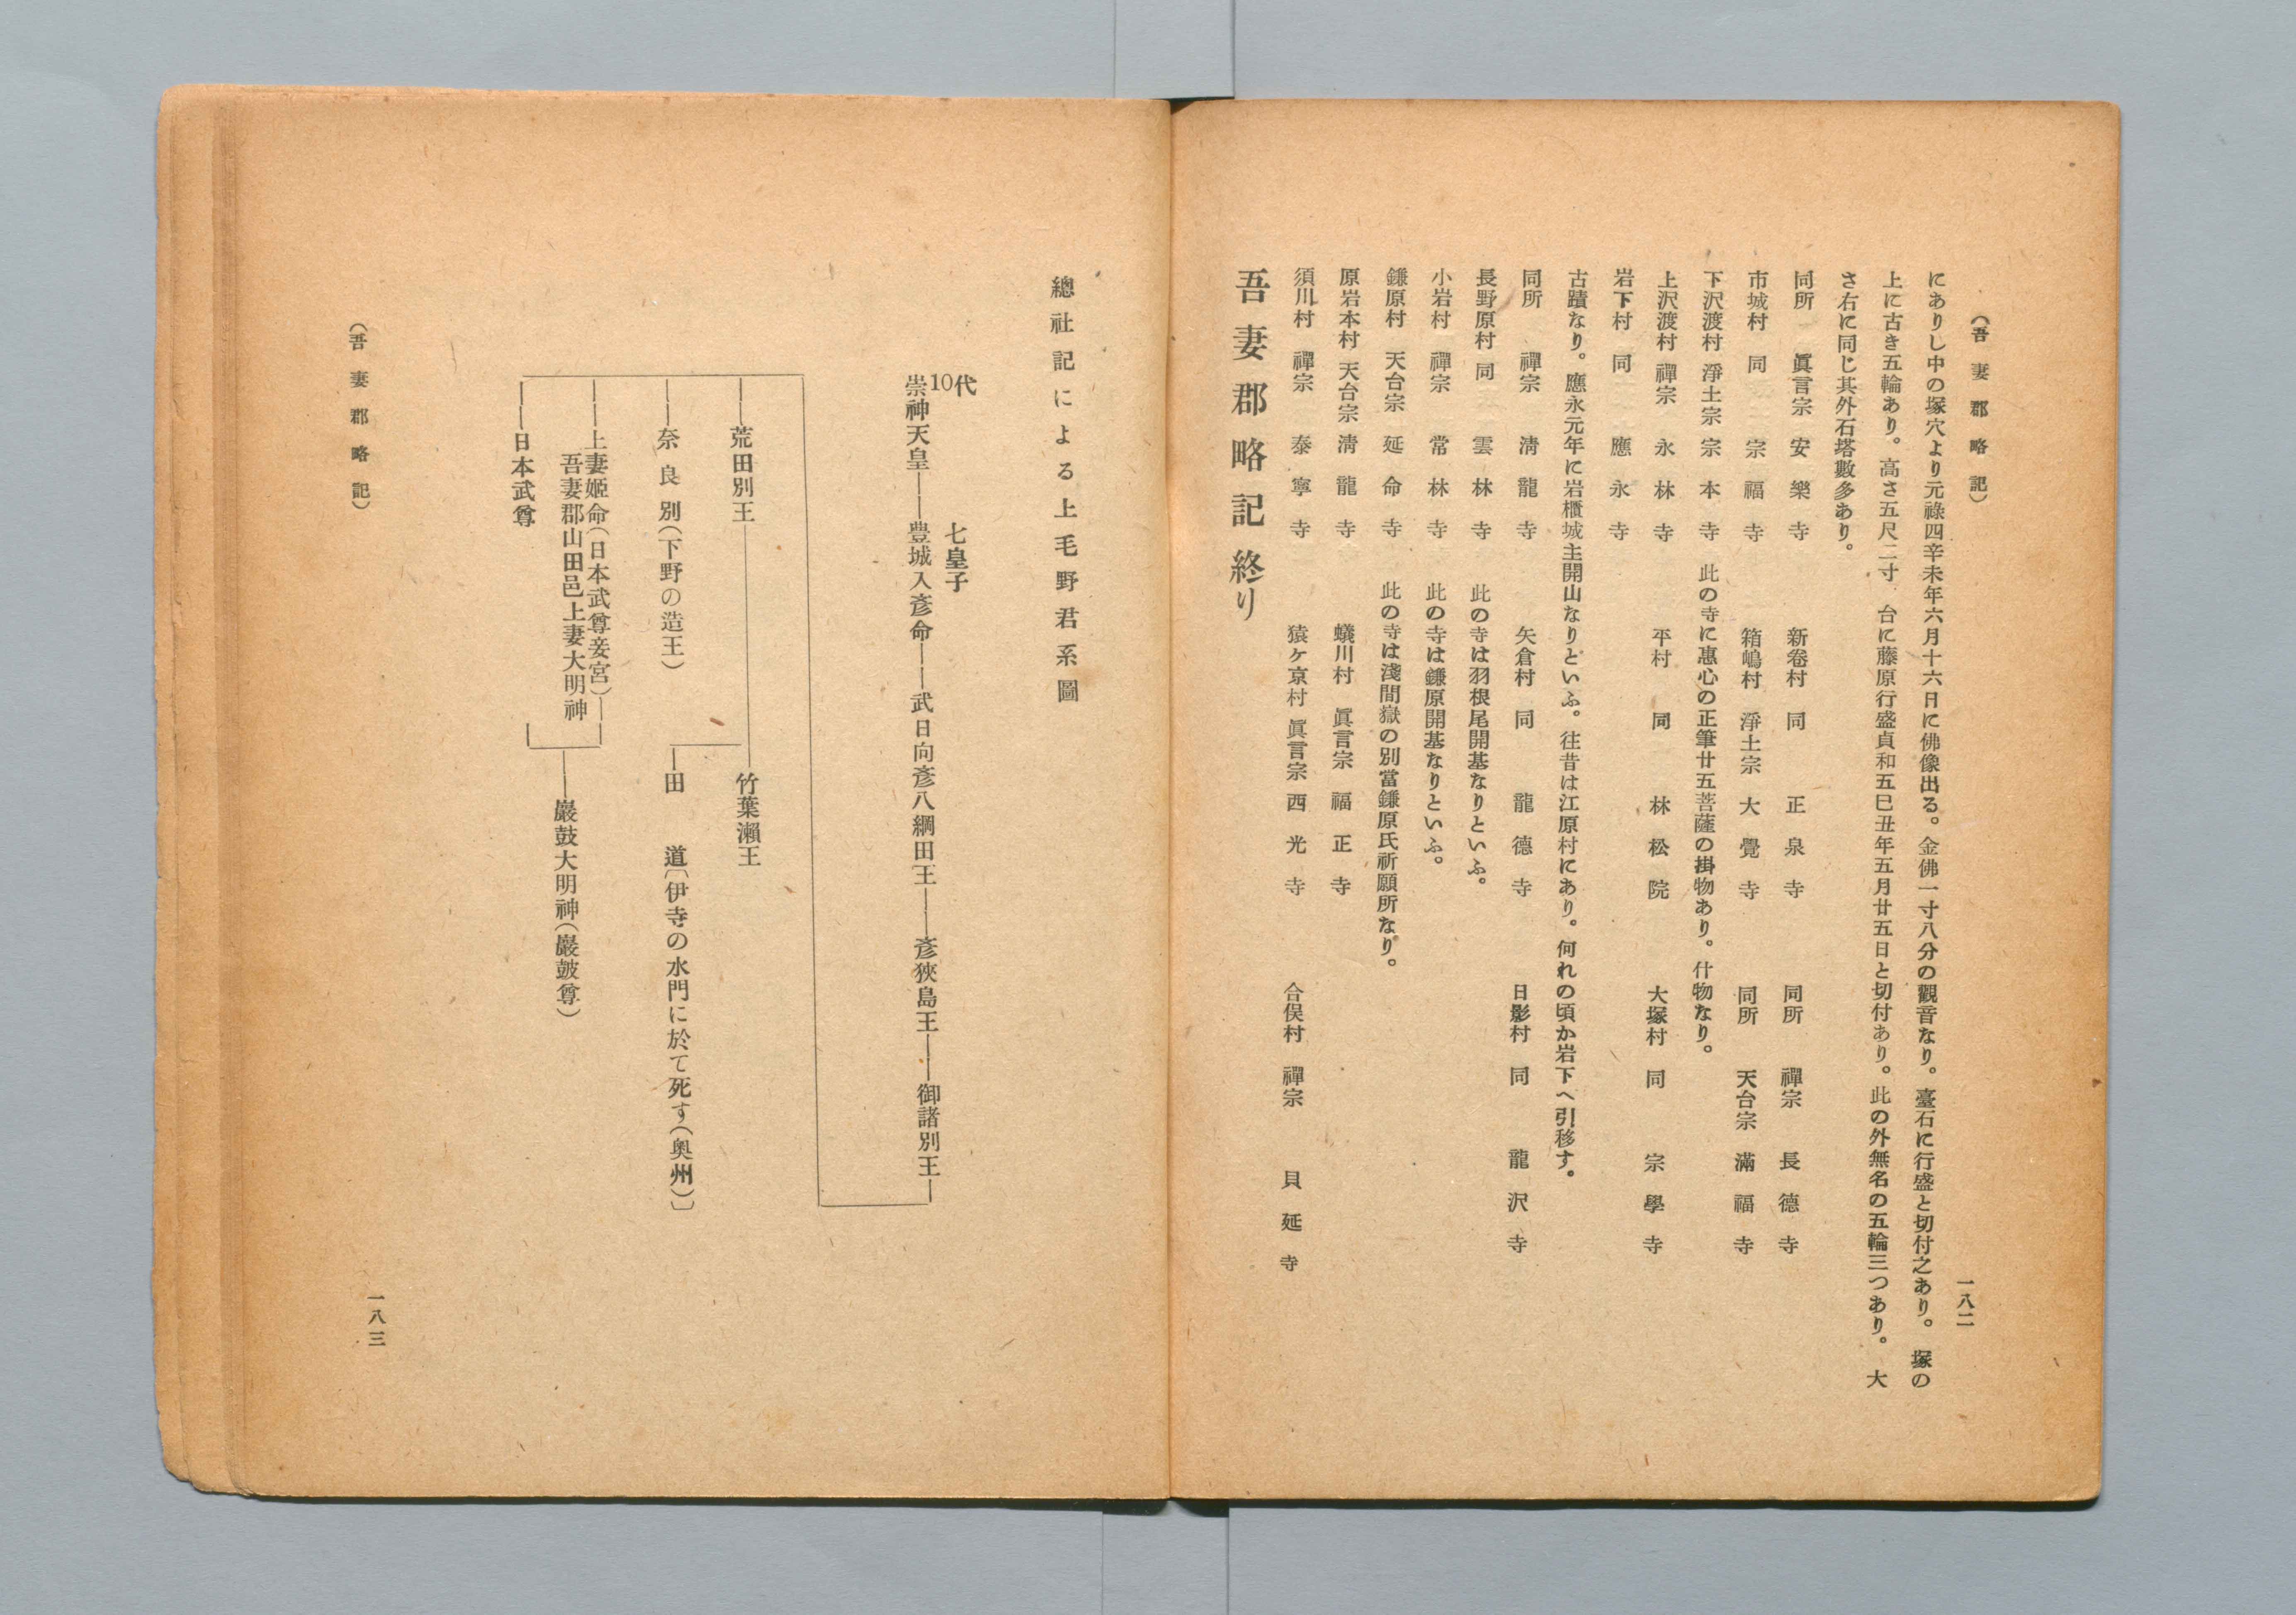 （吾妻郡略記）
一八二
にありし中の塚穴より元祿四辛未年六月十六日に佛像出る。金佛一寸八分の觀音なり。臺石に行盛と切付之あり。塚の
上に古き五輪あり。高さ五尺二寸　台に藤原行盛貞和五巳丑年五月廿五日と切付あり。此の外無名の五輪三つあり。大
さ右に同じ其外石塔數多あり。
同所　眞言宗　安樂寺　新卷村　同　正泉寺　同所　禪宗　長德寺
市城村　同　宗福寺　箱嶋村　淨土宗　大覺寺　同所　天台宗　滿福寺
下沢渡村　淨土宗　宗本寺　此の寺に惠心の正筆廿五菩薩の掛物あり。什物なり。
上沢渡村　禪宗　永林寺　平村　同　林松院　大塚村　同　宗學寺
岩下村　同　應永寺
古蹟なり。應永元年に岩櫃城主開山なりといふ。往昔は江原村にあり。何れの頃か岩下へ引移す。
同所　禪宗　淸龍寺　矢倉村　同　龍德寺　日影村　同　龍沢寺
長野原村　同　雲林寺　此の寺は羽根尾開基なりといふ。
小岩村　禪宗　常林寺　此の寺は鎌原開基なりといふ。
鎌原村　天台宗　延命寺　此の寺は淺間嶽の別當鎌原氏祈願所なり。
原岩本村　天台宗　淸龍寺　蟻川村　眞言宗　福正寺
須川村　禪宗　泰寧寺　猿ヶ京村　眞言宗　西光寺　合俣村　禪宗　貝延寺
吾妻郡略記終り
總社記による上毛野君系圖
10代
崇神天皇――豊城入彥命――武日向彥八綱田王――彥狹島王――御諸別王―
七皇子
荒田別王――竹葉瀬王
奈良別（下野の造王）
田道〔伊寺の水門に於て死す（奥州）〕
上妻姬命（日本武尊妾宮）
吾妻郡山田邑上妻大明神
巖鼓大明神（巖皷尊）
日本武尊
（吾妻郡略記）
一八三